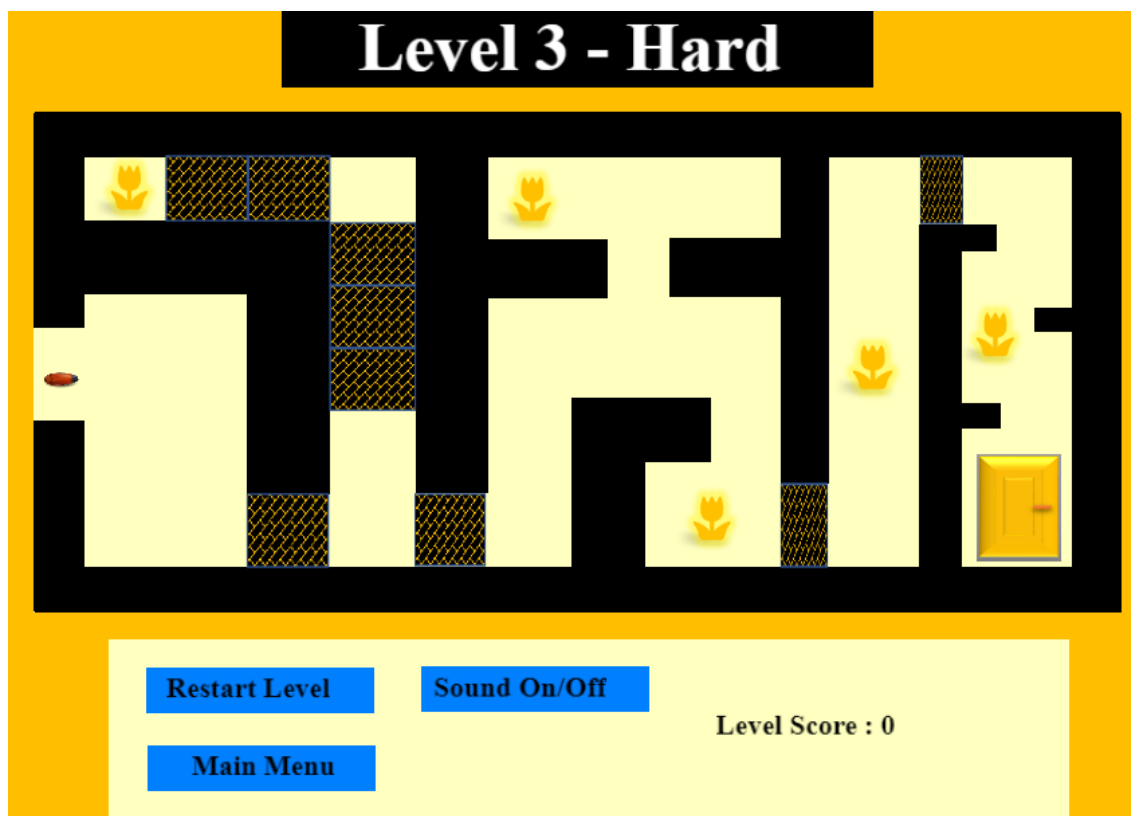 Level 3 - Hard
Restart Level
Sound On/Off
Level Score : 0
Main Menu